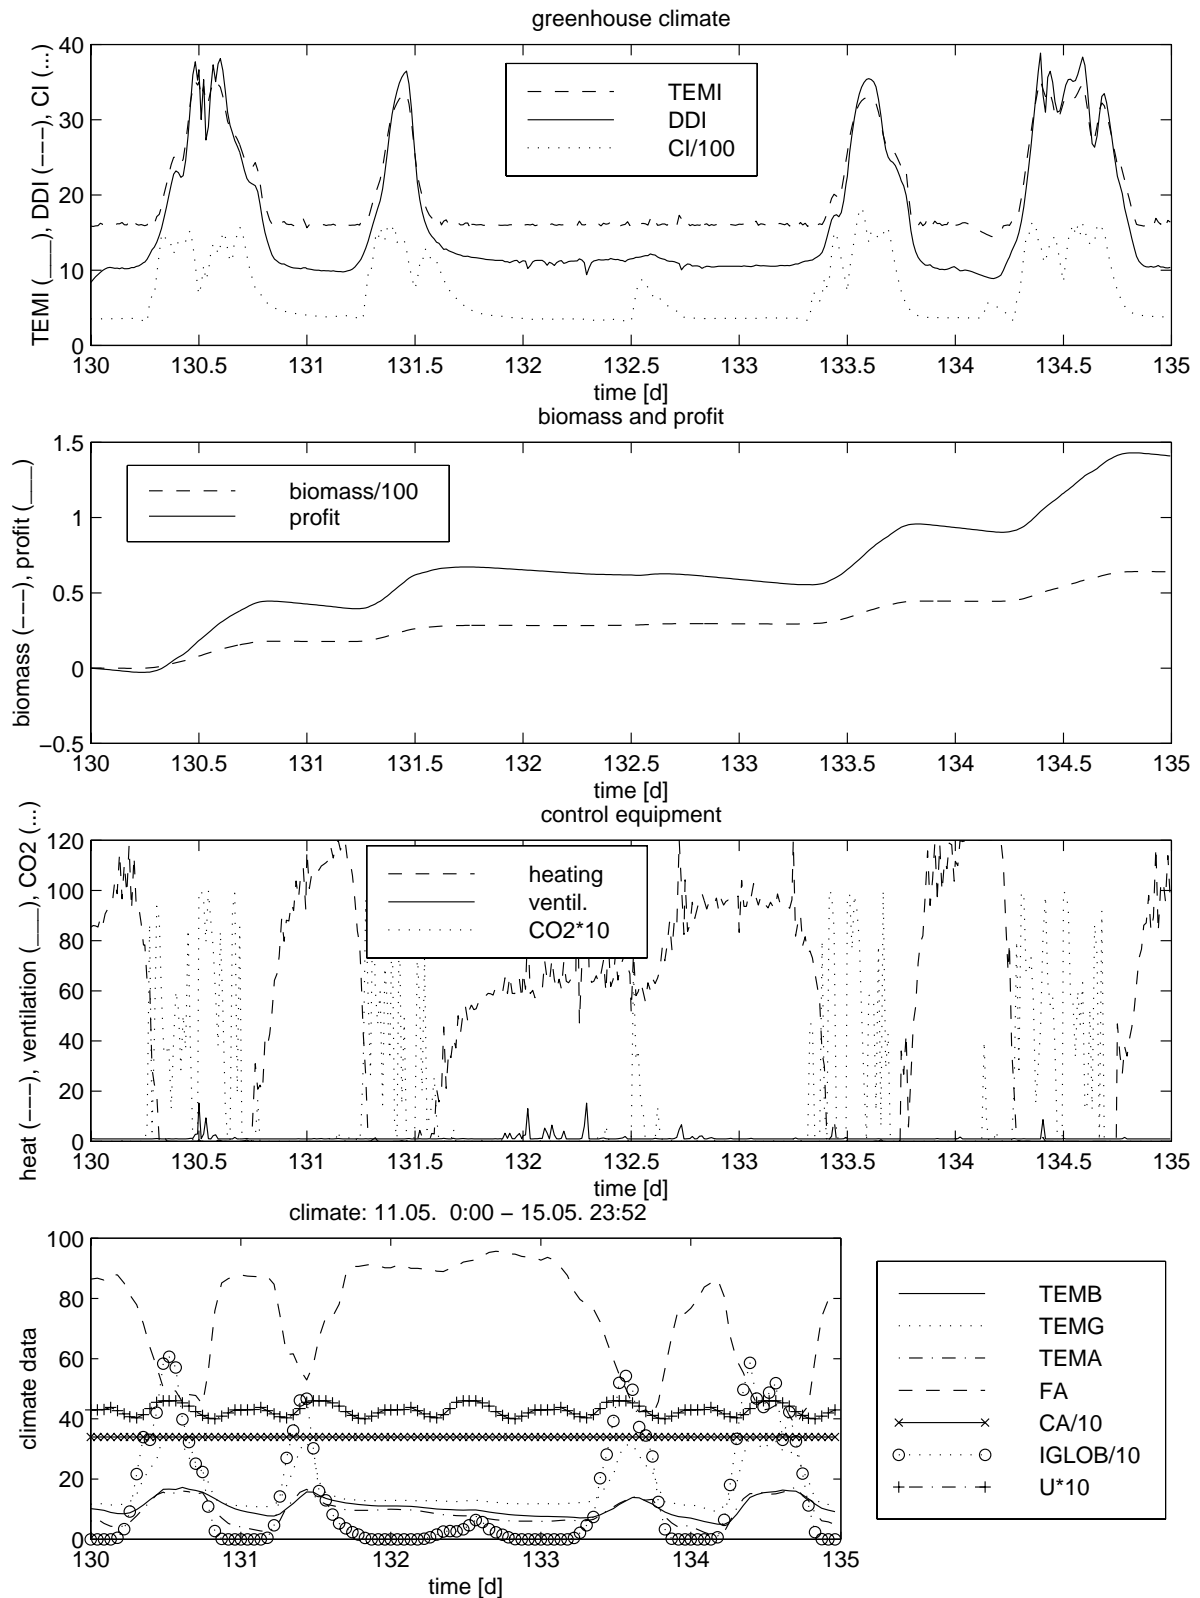 greenhouse climate
TEMI (___), DDI (−−−), CI (...
40
30
20
10
0
TEMI
DDI
CI/100
130 130.5 131 131.5 132 132.5 133 133.5 134 134.5 135
time [d]
biomass and profit
biomass (−−−), profit (___)
1.5
1
0.5
0
−0.5
biomass/100
profit
130 130.5 131 131.5 132 132.5 133 133.5 134 134.5 135
time [d]
control equipment
heat (−−−), ventilation (___), CO2 (...
120
100
80
60
40
20
0
heating
ventil.
CO2*10
130 130.5 131 131.5 132 132.5 133 133.5 134 134.5 135
time [d]
climate: 11.05.  0:00 − 15.05. 23:52
climate data
100
80
60
40
20
0
TEMB
TEMG
TEMA
FA
CA/10
IGLOB/10
U*10
130 131 132 133 134 135
time [d]